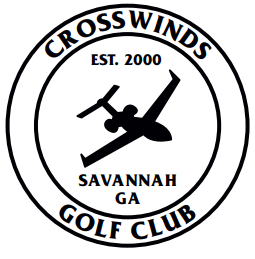 CROSSWINDS
EST. 2000
SAVANNAH
GA
GOLF CLUB